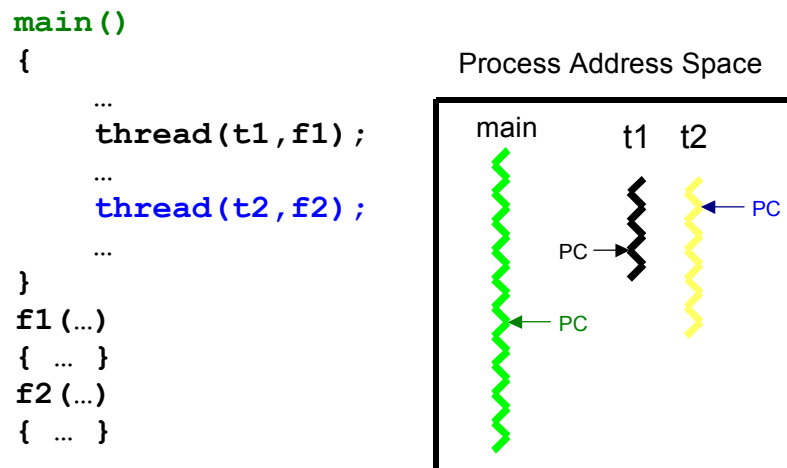 main()
{
…
thread(t1,f1);
…
thread(t2,f2);
…
}
f1(…)
{ … }
f2(…)
{ … }
Process Address Space
main t1 t2
PC
PC
PC